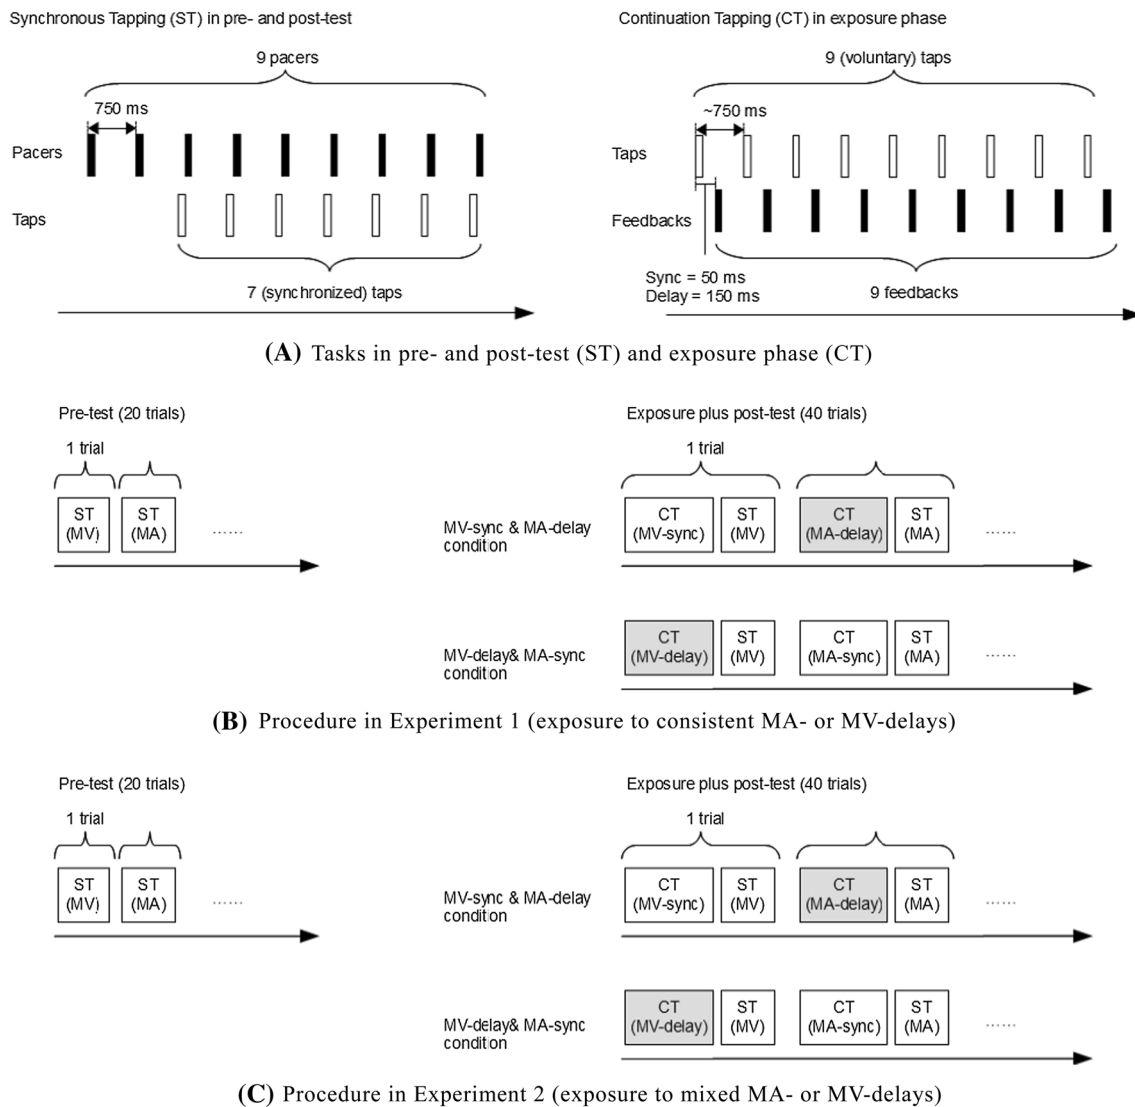 Synchronous Tapping (ST) in pre- and post-test
Continuation Tapping (CT) in exposure phase
9 pacers
9 (voluntary) taps
750 ms
~750 ms
Pacers
Taps
Taps
Feedbacks
Sync = 50 ms
Delay = 150 ms
7 (synchronized) taps
9 feedbacks
(A) Tasks in pre- and post-test (ST) and exposure phase (CT)
Pre-test (20 trials)
Exposure plus post-test (40 trials)
1 trial
1 trial
ST
(MV)
ST
(MA)
......
MV-sync & MA-delay
condition
CT
(MV-sync)
ST
(MV)
CT
(MA-delay)
ST
(MA)
......
MV-delay& MA-sync
condition
CT
(MV-delay)
ST
(MV)
CT
(MA-sync)
ST
(MA)
......
(B) Procedure in Experiment 1 (exposure to consistent MA- or MV-delays)
Pre-test (20 trials)
Exposure plus post-test (40 trials)
1 trial
1 trial
ST
(MV)
ST
(MA)
......
MV-sync & MA-delay
condition
CT
(MV-sync)
ST
(MV)
CT
(MA-delay)
ST
(MA)
......
MV-delay& MA-sync
condition
CT
(MV-delay)
ST
(MV)
CT
(MA-sync)
ST
(MA)
......
(C) Procedure in Experiment 2 (exposure to mixed MA- or MV-delays)